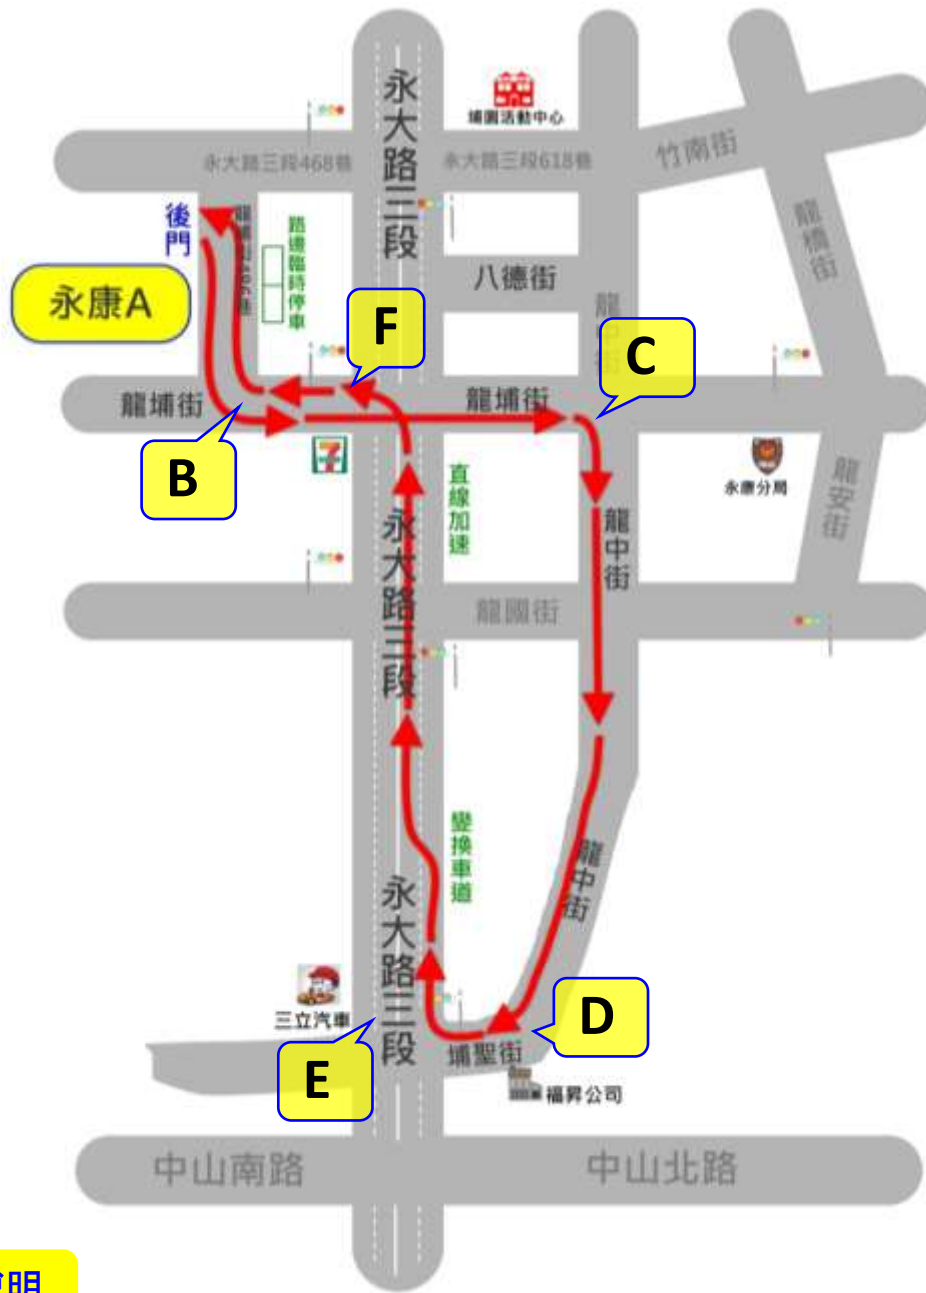 永大路三段
埔園活動中心
永大路三段468巷
永大路三段618巷
竹南街
後門
路邊臨時停車
龍橋街
八德街
永康A
F
C
龍中街
龍埔街
龍埔街
B
7
永康分局
龍安街
直線加速
永大路三段
龍中街
龍國街
變換車道
龍中街
永大路三段
三立汽車
D
埔聖街
E
福昇公司
中山南路
中山北路